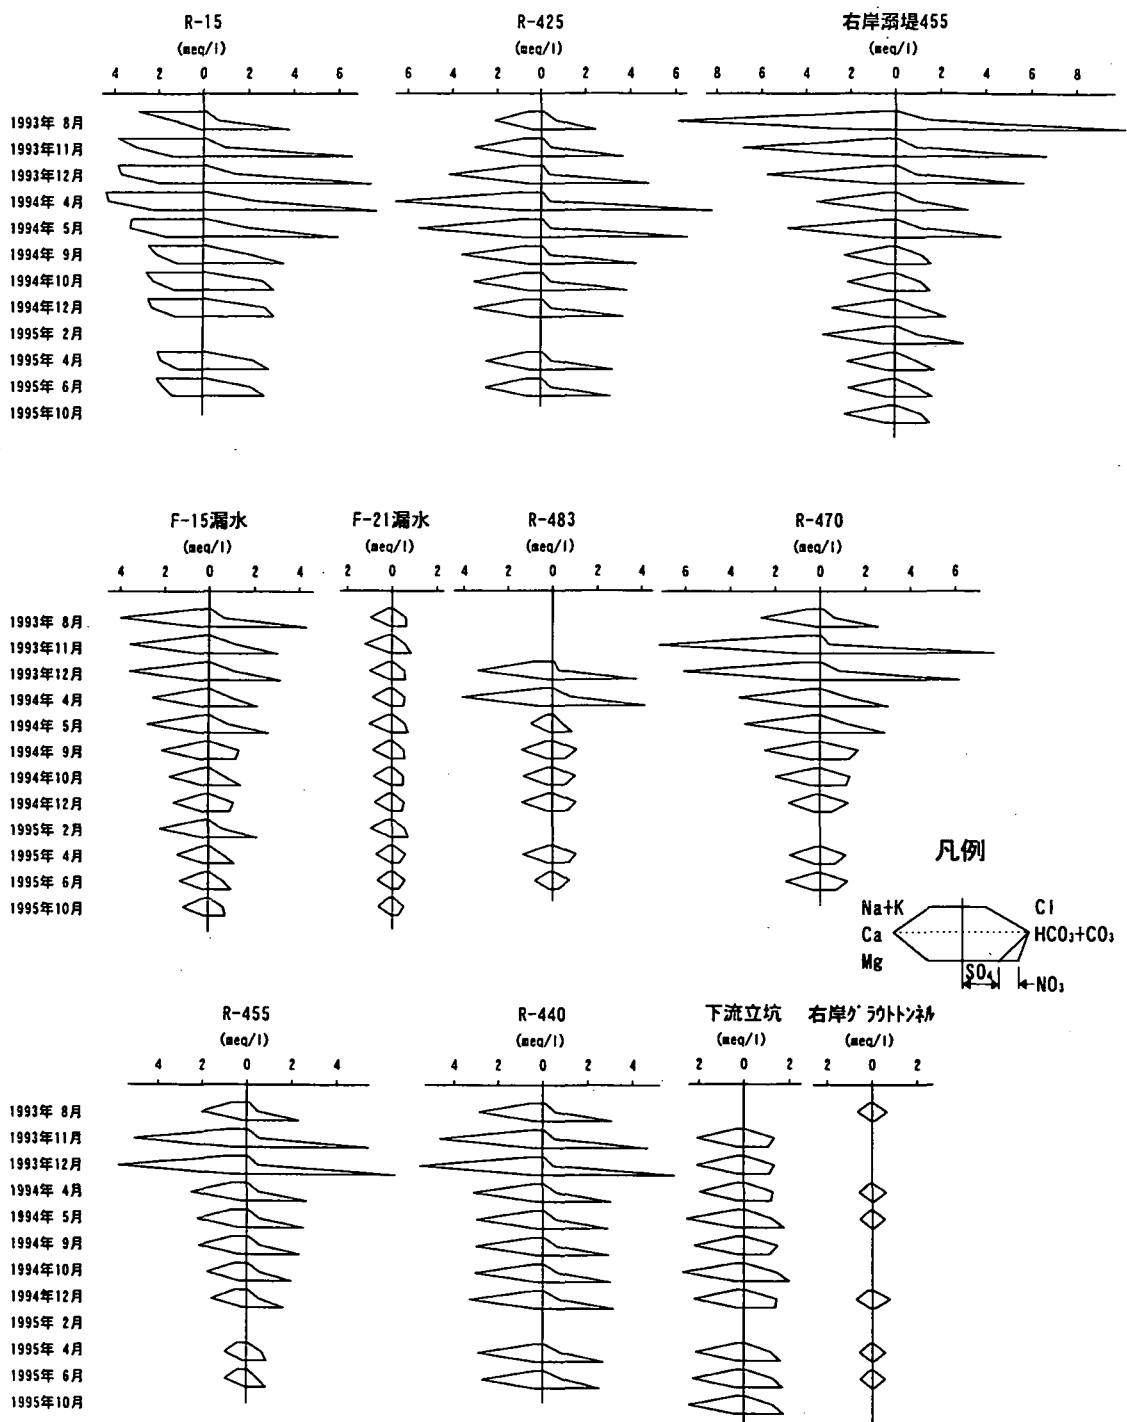 R-15 R-425 右岸溺堤455
(meq/l) (meq/l) (meq/l)
4 2 0 2 4 6 6 4 2 0 2 4 6 8 6 4 2 0 2 4 6 8
1993年 8月
1993年11月
1993年12月
1994年 4月
1994年 5月
1994年 9月
1994年10月
1994年12月
1995年 2月
1995年 4月
1995年 6月
1995年10月
F-15漏水 F-21漏水 R-483 R-470
(meq/l) (meq/l) (meq/l) (meq/l)
4 2 0 2 4 2 0 2 4 2 0 2 4 6 4 2 0 2 4 6
1993年 8月
1993年11月
1993年12月
1994年 4月
1994年 5月
1994年 9月
1994年10月
1994年12月
1995年 2月
1995年 4月
1995年 6月
1995年10月
凡例
Na+K Cl
Ca HCO₃+CO₃
Mg SO₄ NO₃
R-455 R-440 下流立坑 右岸グラウトトンネル
(meq/l) (meq/l) (meq/l) (meq/l)
4 2 0 2 4 4 2 0 2 4 2 0 2 2 0 2
1993年 8月
1993年11月
1993年12月
1994年 4月
1994年 5月
1994年 9月
1994年10月
1994年12月
1995年 2月
1995年 4月
1995年 6月
1995年10月